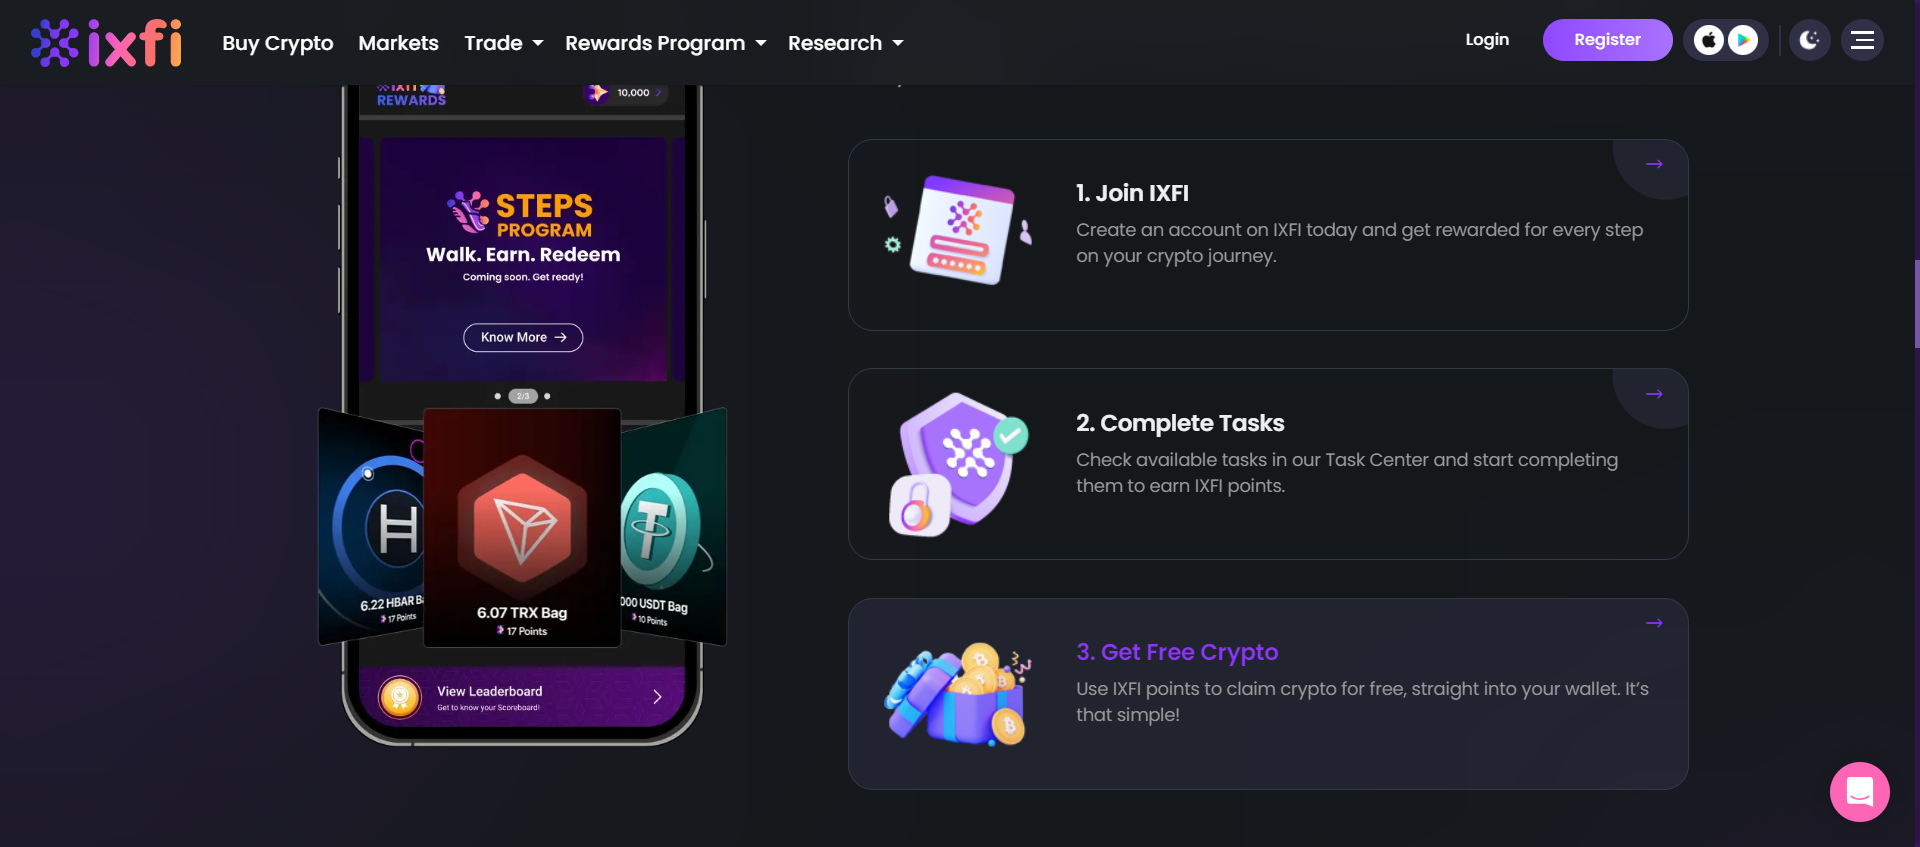 ixfi
Buy Crypto
Markets
Trade
Rewards Program
Research
Login
Register
REWARDS
10,000
STEPS
PROGRAM
Walk. Earn. Redeem
Coming soon. Get ready!
Know More
2/3
6.22 HBAR
17 Points
6.07 TRX Bag
17 Points
USDT Bag
10 Points
View Leaderboard
Get to know your Scoreboard!
1. Join IXFI
Create an account on IXFI today and get rewarded for every step
on your crypto journey.
2. Complete Tasks
Check available tasks in our Task Center and start completing
them to earn IXFI points.
3. Get Free Crypto
Use IXFI points to claim crypto for free, straight into your wallet. It’s
that simple!